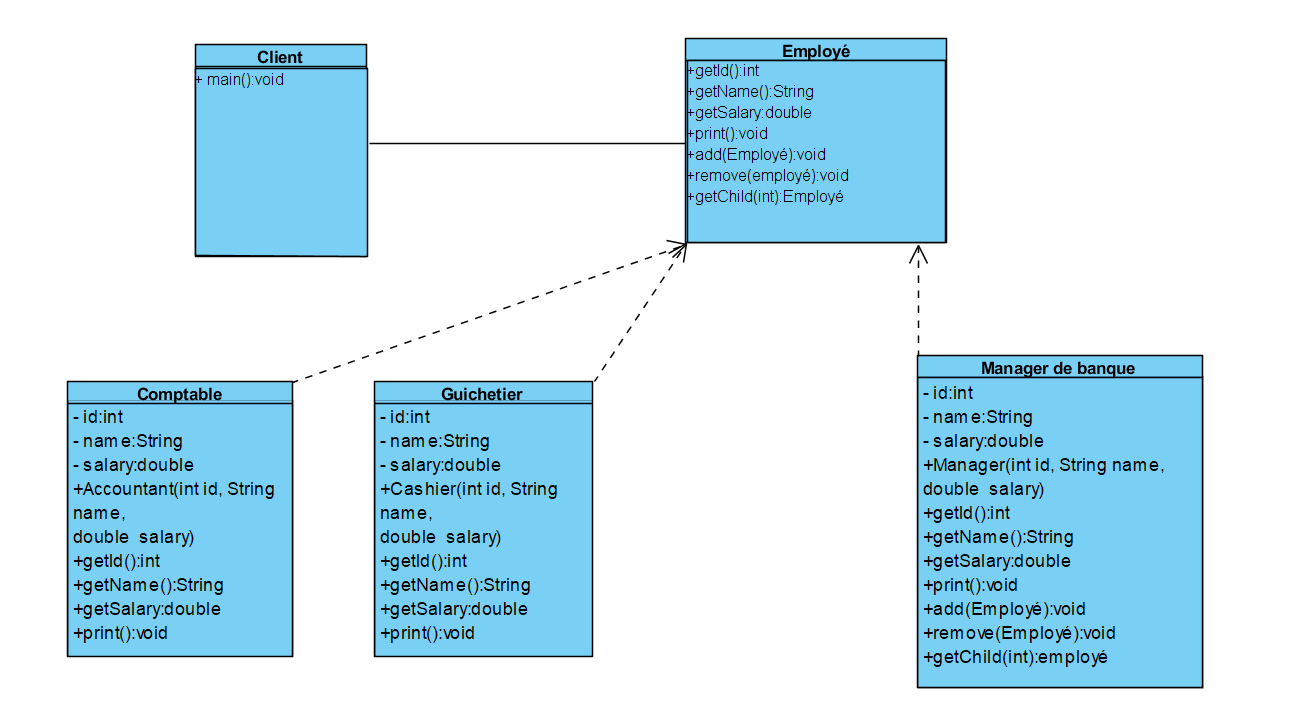 Client
+ main():void
Employé
+getId():int
+getName():String
+getSalary:double
+print():void
+add(Employé):void
+remove(employé):void
+getChild(int):Employé
Comptable
- id:int
- name:String
- salary:double
+Accountant(int id, String
name,
double salary)
+getId():int
+getName():String
+getSalary:double
+print():void
Guichetier
- id:int
- name:String
- salary:double
+Cashier(int id, String
name,
double salary)
+getId():int
+getName():String
+getSalary:double
+print():void
Manager de banque
- id:int
- name:String
- salary:double
+Manager(int id, String name,
double salary)
+getId():int
+getName():String
+getSalary:double
+print():void
+add(Employé):void
+remove(Employé):void
+getChild(int):employé